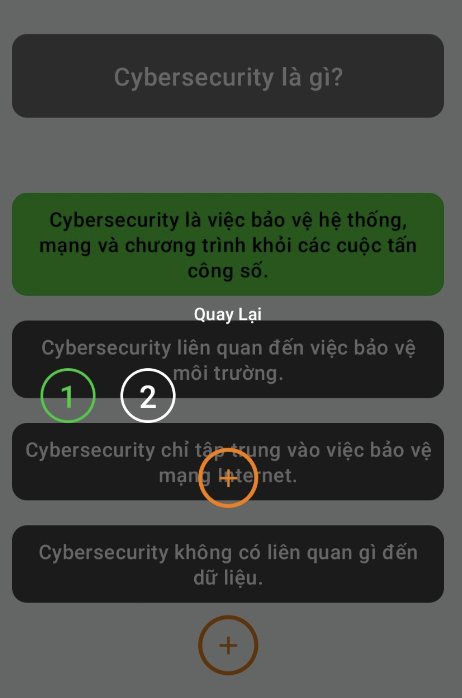 Cybersecurity là gì?
Cybersecurity là việc bảo vệ hệ thống,
mạng và chương trình khỏi các cuộc tấn
công số.
Quay Lại
Cybersecurity liên quan đến việc bảo vệ
môi trường.
1 2
Cybersecurity chỉ tập trung vào việc bảo vệ
mạng Internet.
+
Cybersecurity không có liên quan gì đến
dữ liệu.
+